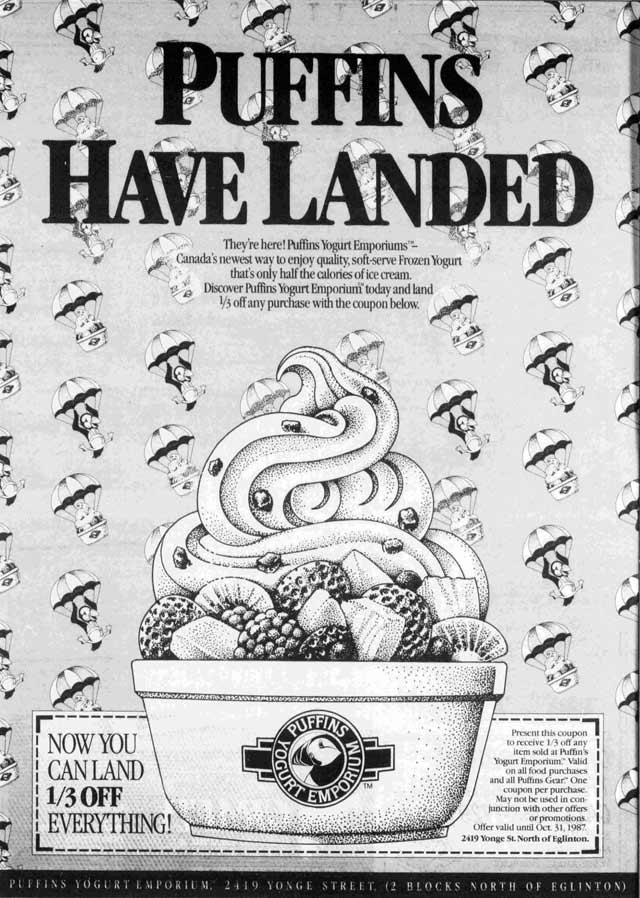 PUFFINS
HAVE LANDED
They're here! Puffins Yogurt Emporiums™–
Canada's newest way to enjoy quality, soft-serve Frozen Yogurt
that's only half the calories of ice cream.
Discover Puffins Yogurt Emporium™ today and land
1/3 off any purchase with the coupon below.
PUFFINS
YOGURT EMPORIUM
TM
NOW YOU
CAN LAND
1/3 OFF
EVERYTHING!
Present this coupon
to receive 1/3 off any
item sold at Puffin's
Yogurt Emporium.™ Valid
on all food purchases
and all Puffins Gear.™ One
coupon per purchase.
May not be used in con-
junction with other offers
or promotions.
Offer valid until Oct. 31, 1987.
2419 Yonge St. North of Eglinton.
PUFFINS YOGURT EMPORIUM,™ 2419 YONGE STREET, (2 BLOCKS NORTH OF EGLINTON)